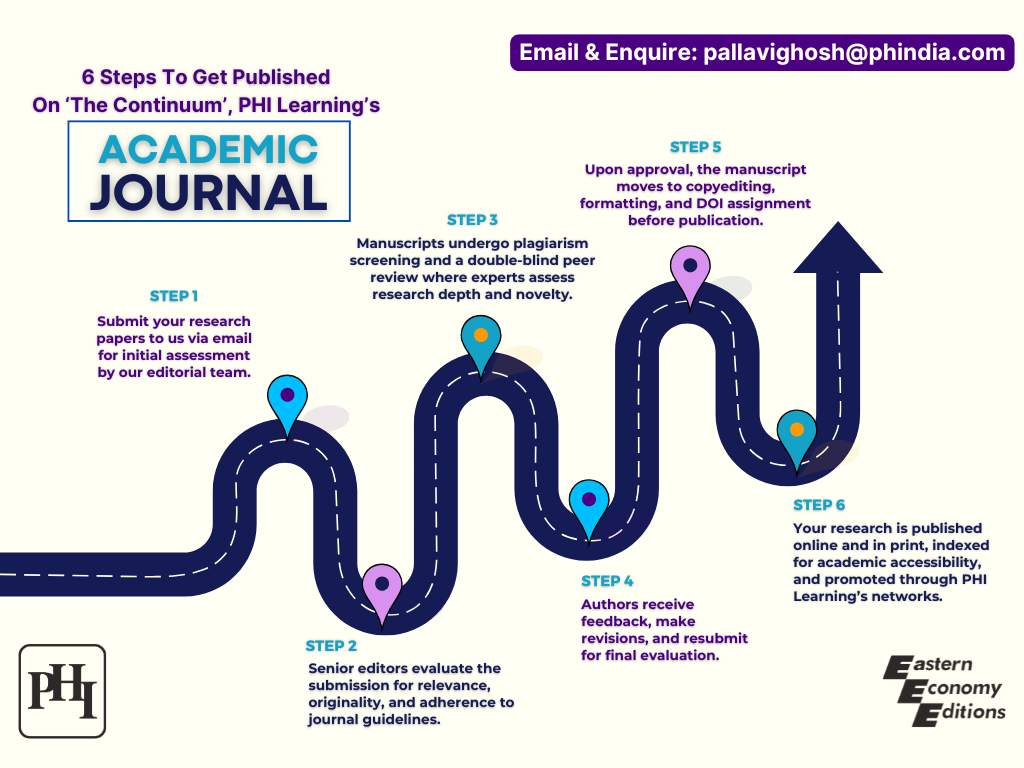 Email & Enquire: pallavighosh@phindia.com
6 Steps To Get Published
On ‘The Continuum’, PHI Learning’s
ACADEMIC
JOURNAL
STEP 1
Submit your research
papers to us via email
for initial assessment
by our editorial team.
STEP 2
Senior editors evaluate the
submission for relevance,
originality, and adherence to
journal guidelines.
STEP 3
Manuscripts undergo plagiarism
screening and a double-blind peer
review where experts assess
research depth and novelty.
STEP 4
Authors receive
feedback, make
revisions, and resubmit
for final evaluation.
STEP 5
Upon approval, the manuscript
moves to copyediting,
formatting, and DOI assignment
before publication.
STEP 6
Your research is published
online and in print, indexed
for academic accessibility,
and promoted through PHI
Learning’s networks.
PHI
Eastern
Economy
Editions